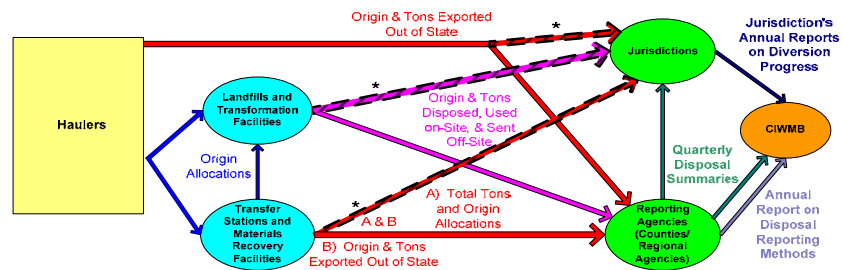 Origin & Tons Exported
Out of State
*
Jurisdictions
Jurisdiction's
Annual Reports
on Diversion
Progress
Haulers
Landfills and
Transformation
Facilities
*
Origin & Tons
Disposed, Used
on-Site, & Sent
Off-Site
CIWMB
Origin
Allocations
Quarterly
Disposal
Summaries
Transfer
Stations and
Materials
Recovery
Facilities
*
A & B
A) Total Tons
and Origin
Allocations
B) Origin & Tons
Exported Out of State
Reporting
Agencies
(Counties/
Regional
Agencies)
Annual
Report on
Disposal
Reporting
Methods